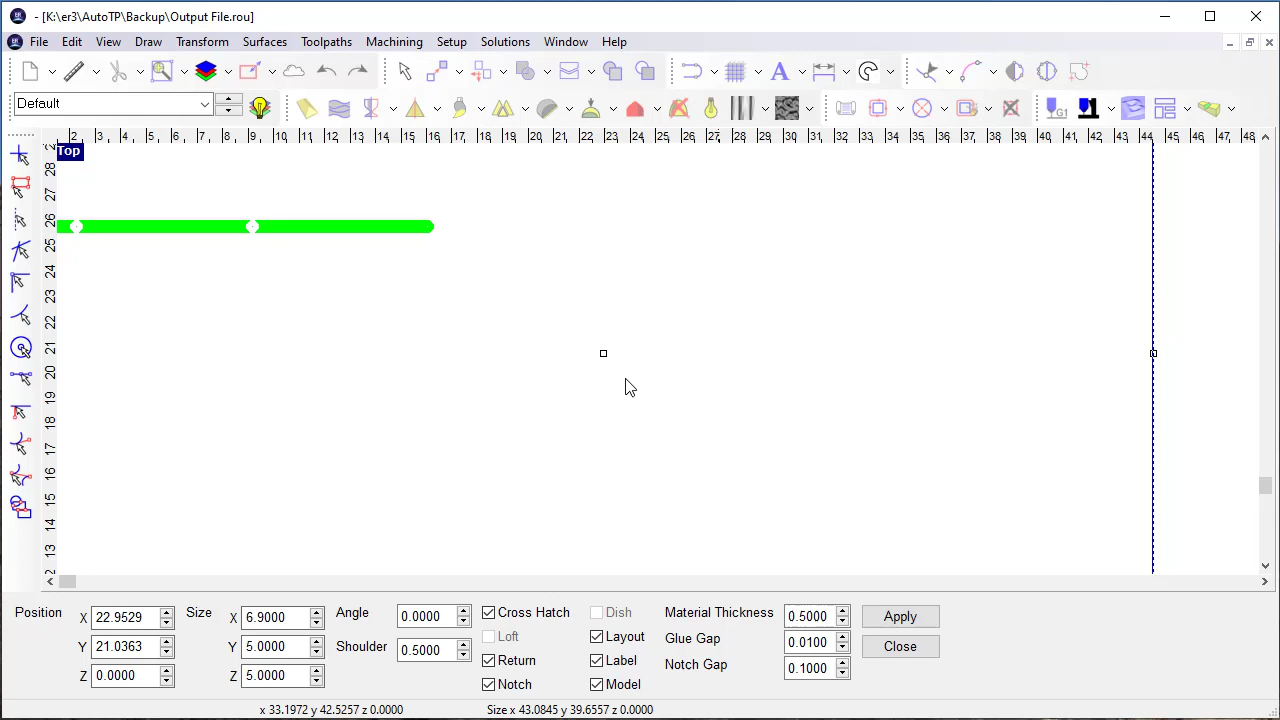 - [K:\er3\AutoTP\Backup\Output File.rou]
File Edit View Draw Transform Surfaces Toolpaths Machining Setup Solutions Window Help
Default
G1
2 3 4 5 6 7 8 9 10 11 12 13 14 15 16 17 18 19 20 21 22 23 24 25 26 27 28 29 30 31 32 33 34 35 36 37 38 39 40 41 42 43 44 45 46 47 48
Top
28
27
26
25
24
23
22
21
20
19
18
17
16
15
14
13
Position X 22.9529 Size X 6.9000 Angle 0.0000 Cross Hatch Dish Material Thickness 0.5000 Apply
Y 21.0363 Y 5.0000 Shoulder 0.5000 Loft Layout Glue Gap 0.0100 Close
Z 0.0000 Z 5.0000 Return Label Notch Gap 0.1000
Notch Model
x 33.1972 y 42.5257 z 0.0000 Size x 43.0845 y 39.6557 z 0.0000